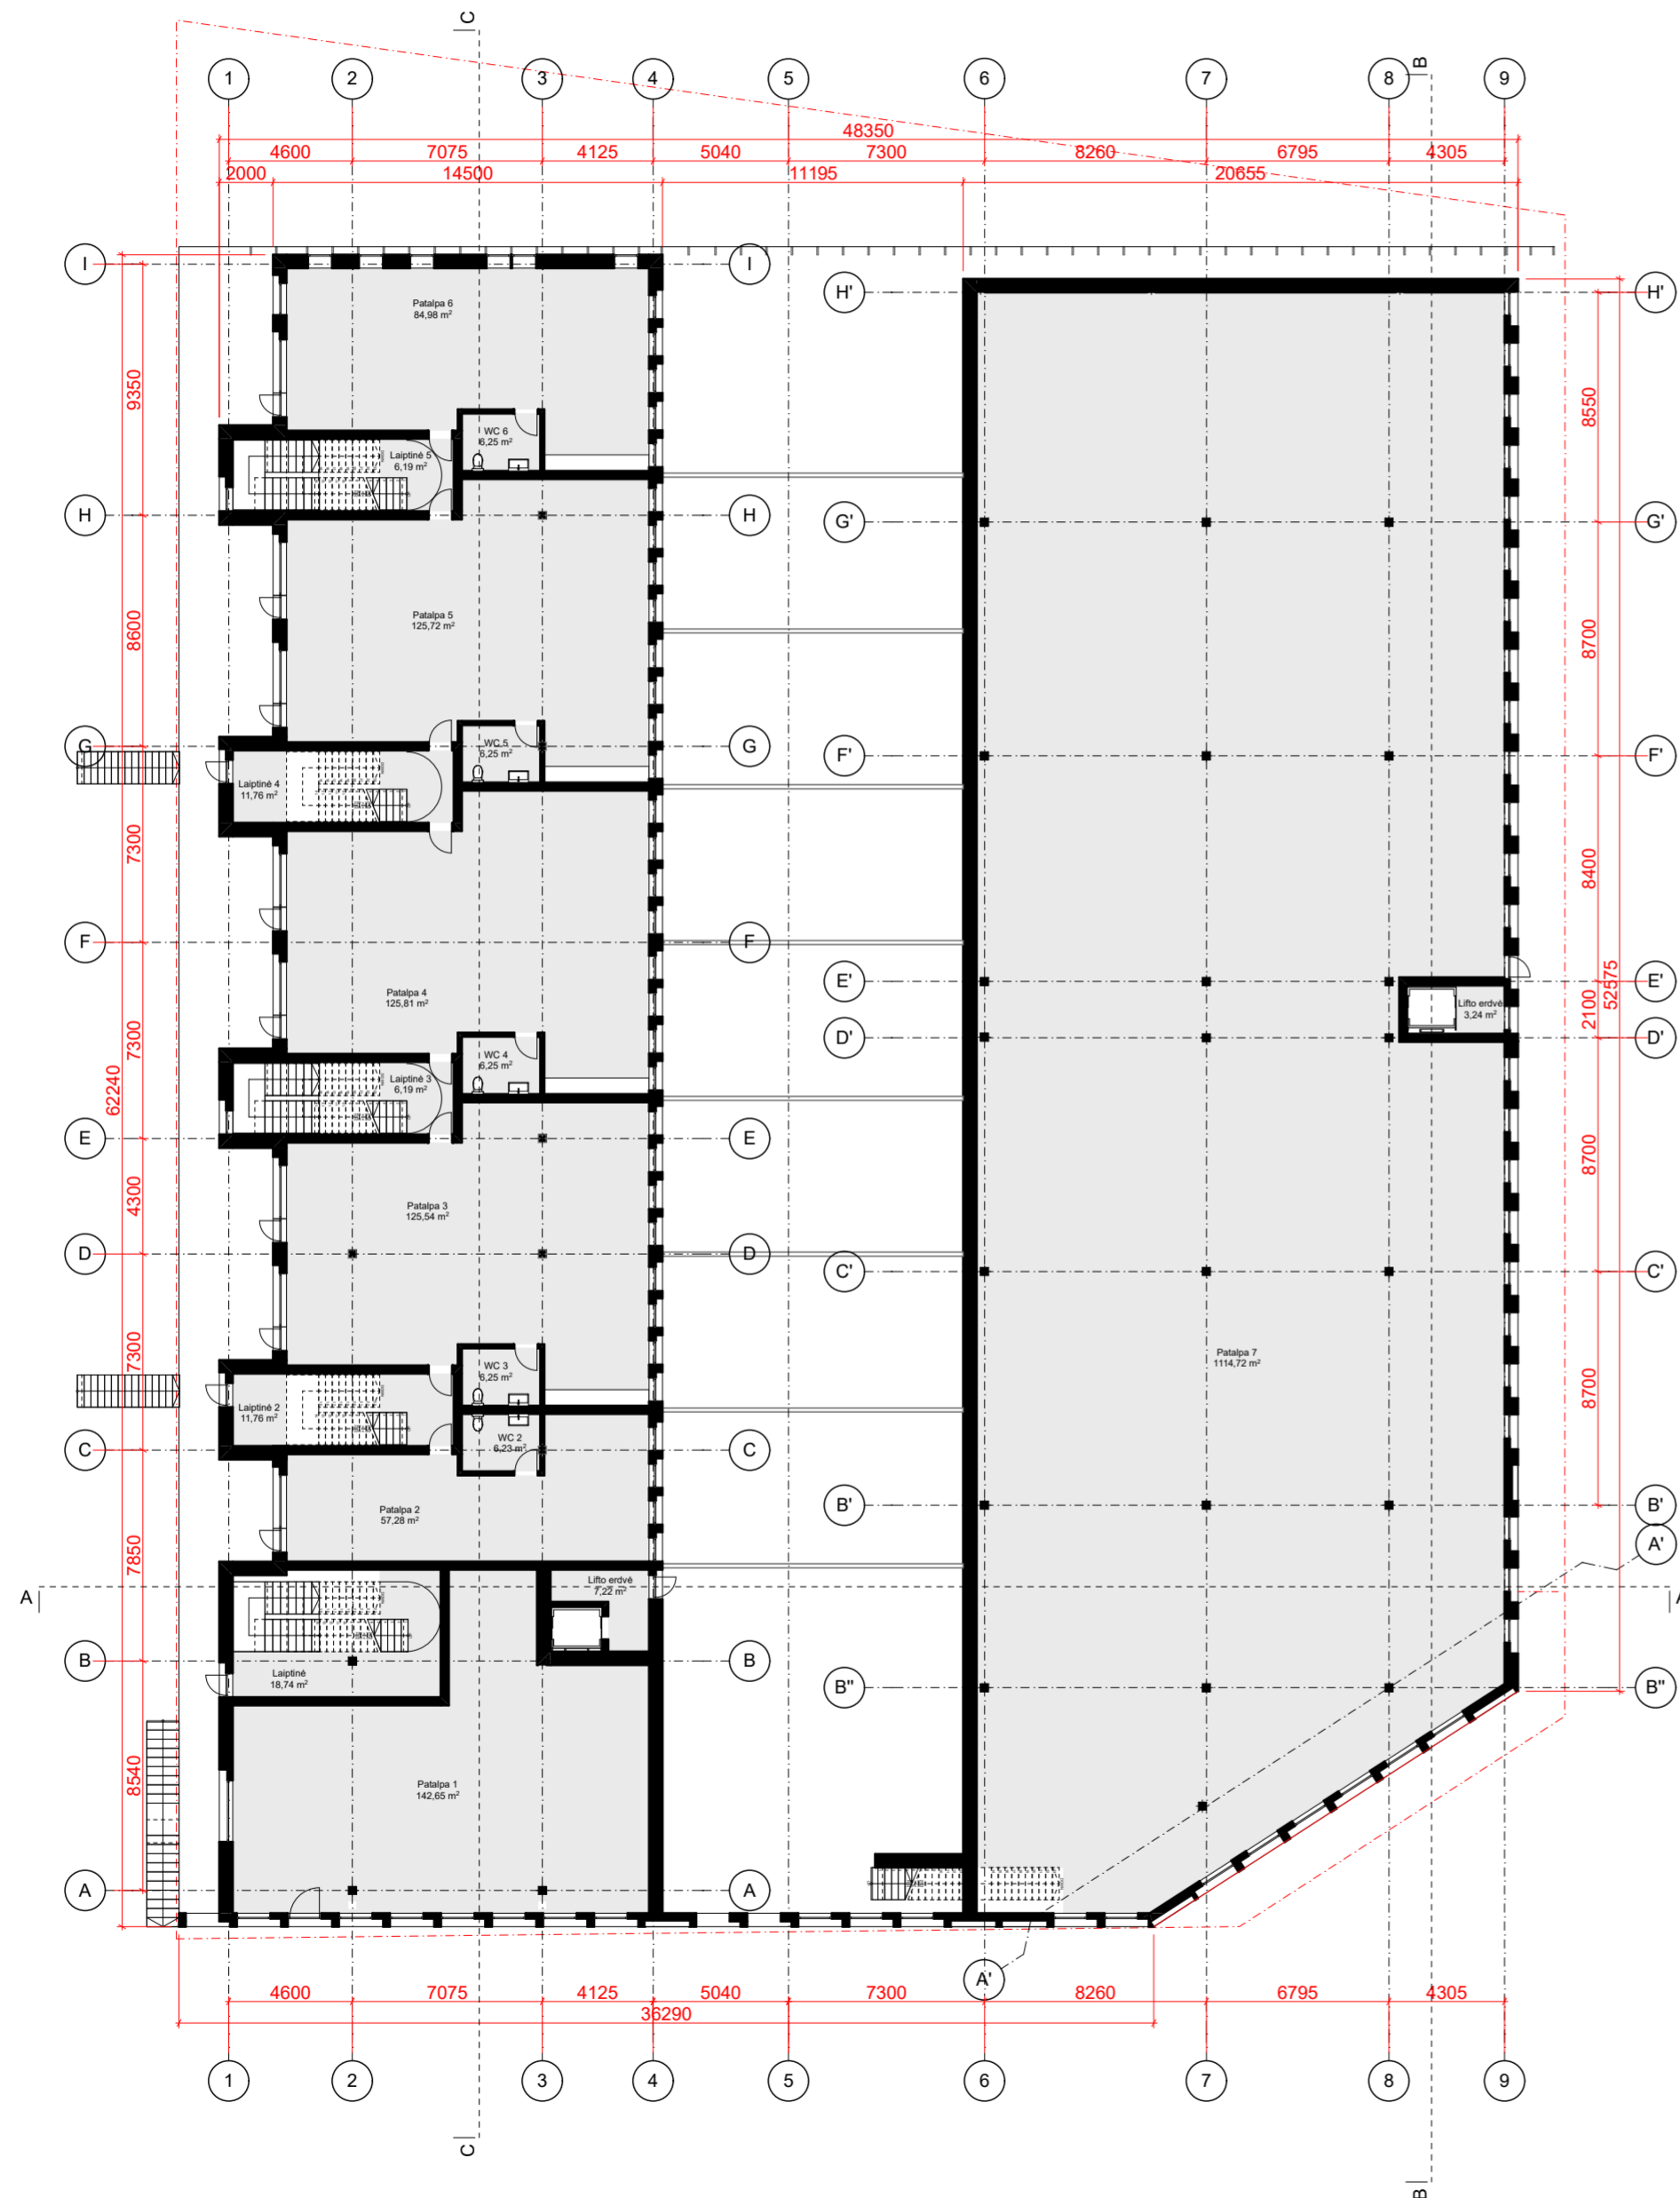 C
B
1 2 3 4 5 6 7 8 9
48350
4600 7075 4125 5040 7300 8260 6795 4305
2000 14500 11195 20655
I I
H' H'
Patalpa 6
84,98 m²
9350
8550
WC 6
6,25 m²
Laiptinė 5
6,19 m²
H H
G' G'
Patalpa 5
125,72 m²
8600
8700
WC 5
6,25 m²
G G
F' F'
Laiptinė 4
11,76 m²
7300
8400
F F
E' E'
Patalpa 4
125,81 m²
52575
Lifto erdvė
3,24 m²
2100
7300
D' D'
WC 4
6,25 m²
Laiptinė 3
6,19 m²
62240
E E
8700
4300
Patalpa 3
125,54 m²
D D
C' C'
7300
Patalpa 7
1114,72 m²
WC 3
6,25 m²
8700
Laiptinė 2
11,76 m²
WC 2
6,23 m²
C C
Patalpa 2
57,28 m²
B' B'
A'
7850
Lifto erdvė
7,22 m²
A A
B B
Laiptinė
18,74 m²
B" B"
8540
Patalpa 1
142,65 m²
A A
A'
4600 7075 4125 5040 7300 8260 6795 4305
36290
1 2 3 4 5 6 7 8 9
C
B